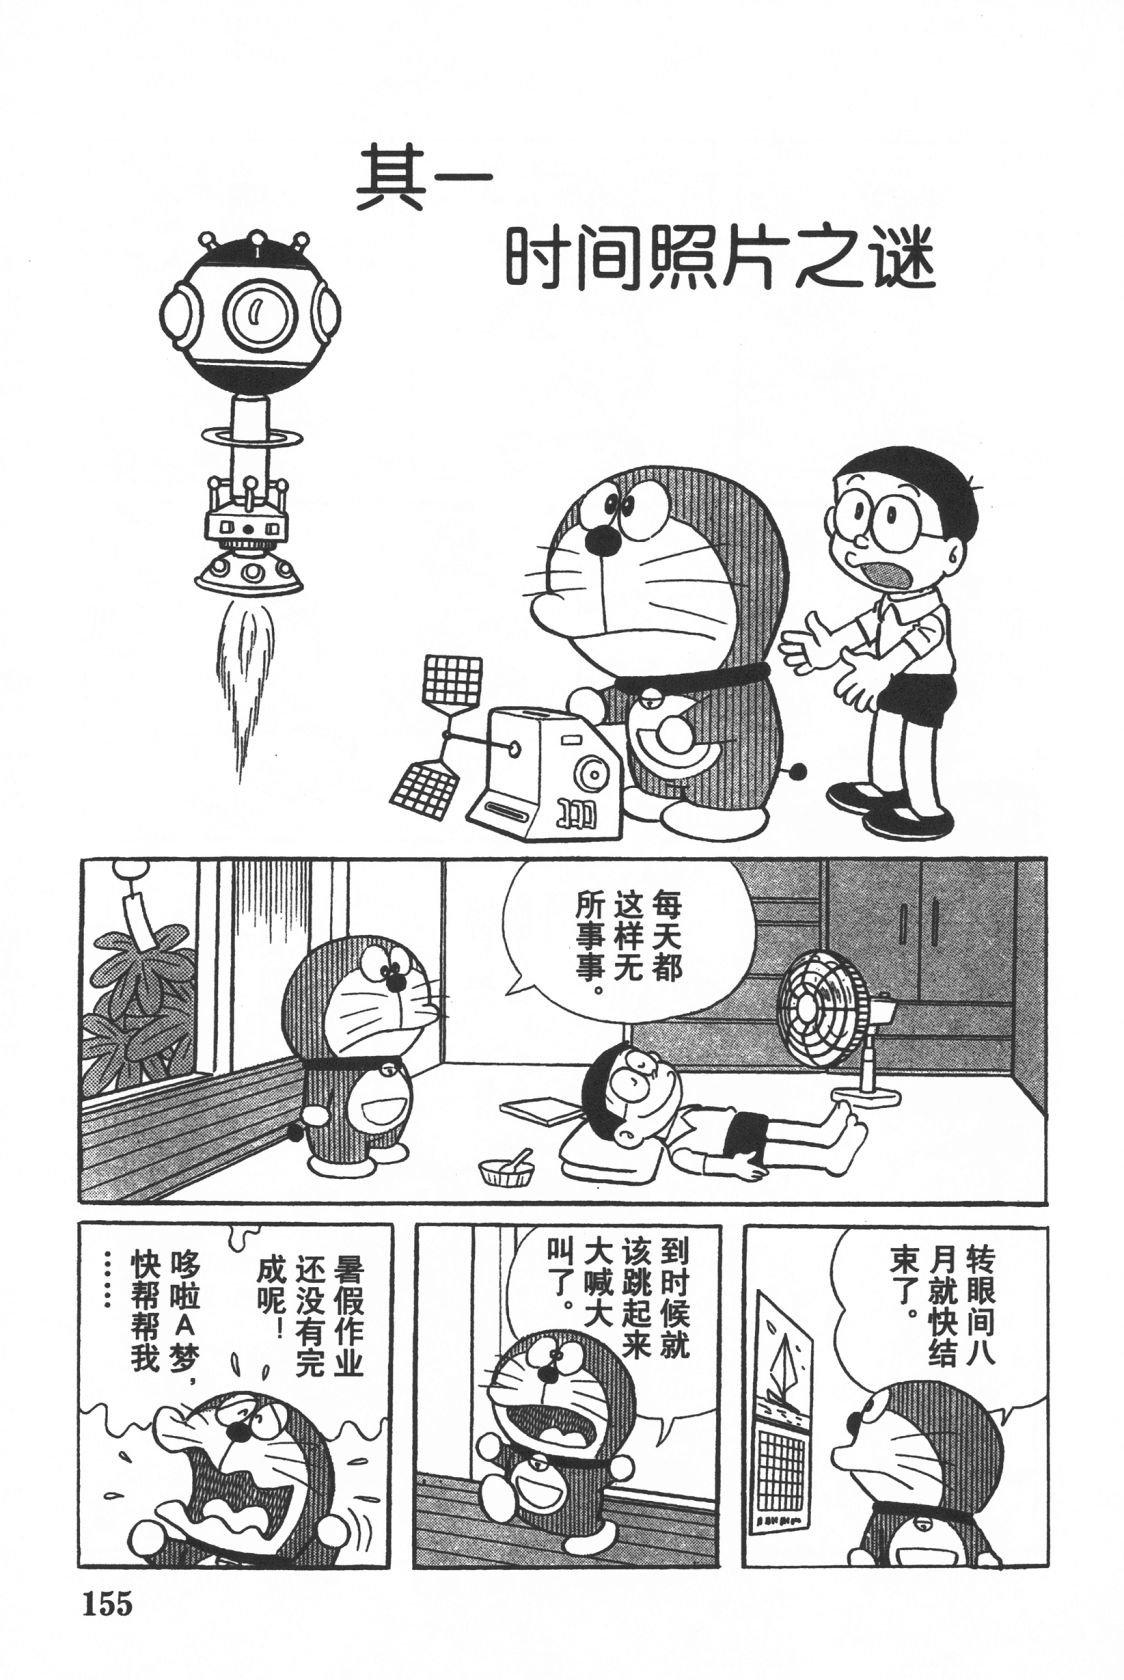 其一
时间照片之谜
每天都
这样无
所事事。
转眼间八
月就快结
束了。
到时候就
该跳起来
大喊大
叫了。
暑假作业
还没有完
成呢！
哆啦A梦，
快帮帮我
……
155